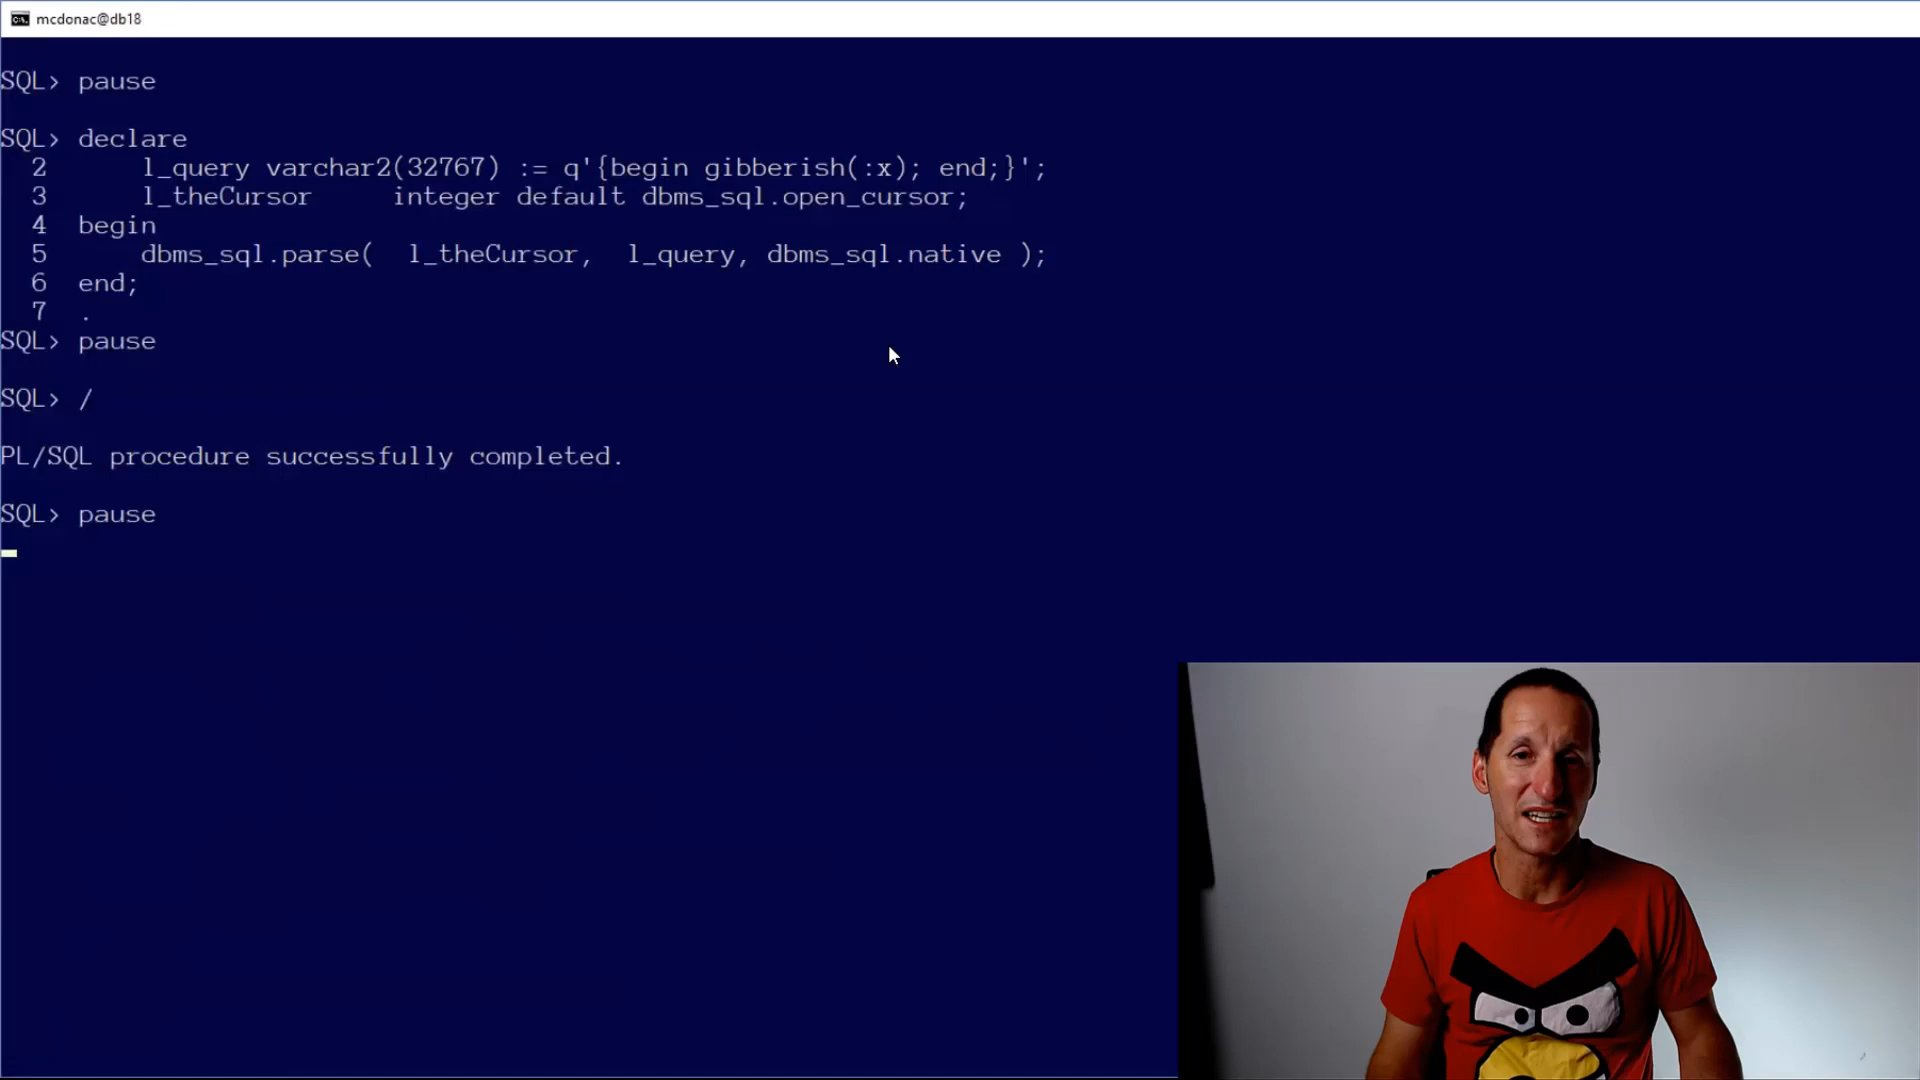 mcdonac@db18
SQL> pause
SQL> declare
2 l_query varchar2(32767) := q'{begin gibberish(:x); end;}';
3 l_theCursor integer default dbms_sql.open_cursor;
4 begin
5 dbms_sql.parse( l_theCursor, l_query, dbms_sql.native );
6 end;
7 .
SQL> pause
SQL> /
PL/SQL procedure successfully completed.
SQL> pause